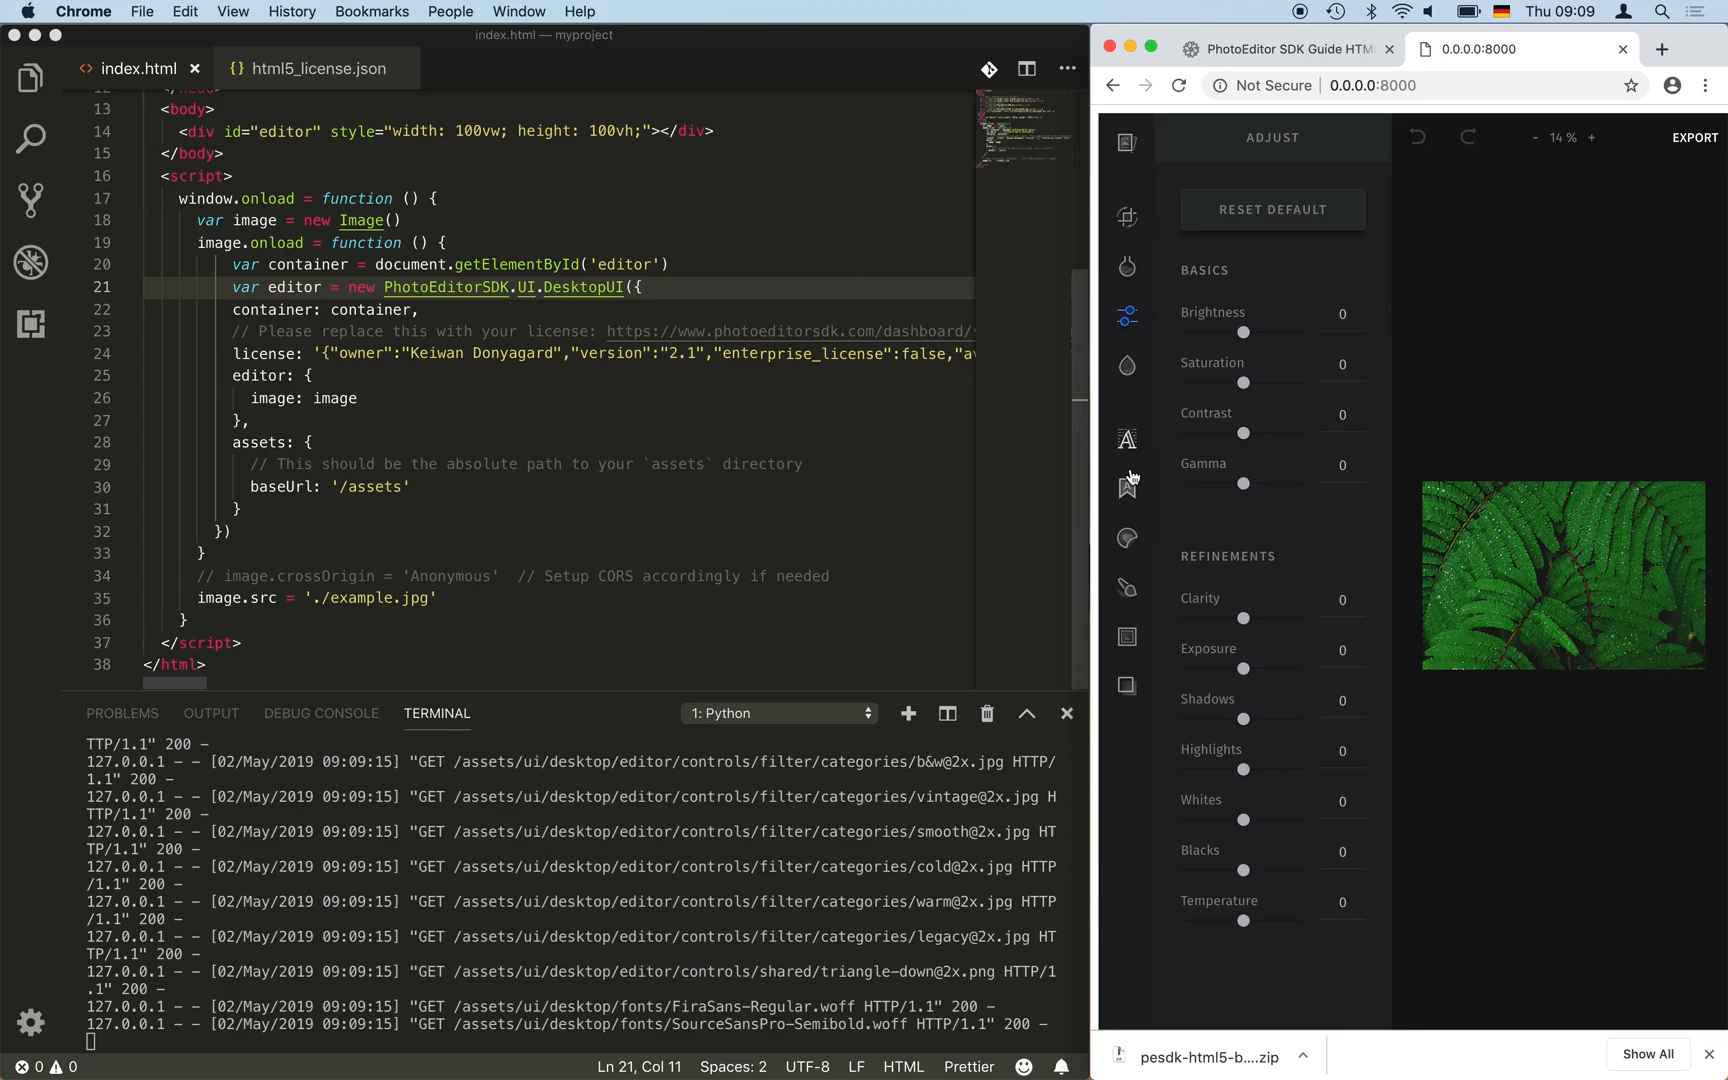 Chrome File Edit View History Bookmarks People Window Help
Thu 09:09
index.html — myproject
<> index.html × {} html5_license.json
13 <body>
14 <div id="editor" style="width: 100vw; height: 100vh;"></div>
15 </body>
16 <script>
17 window.onload = function () {
18 var image = new Image()
19 image.onload = function () {
20 var container = document.getElementById('editor')
21 var editor = new PhotoEditorSDK.UI.DesktopUI({
22 container: container,
23 // Please replace this with your license: https://www.photoeditorsdk.com/dashboard/
24 license: '{"owner":"Keiwan Donyagard","version":"2.1","enterprise_license":false,"av
25 editor: {
26 image: image
27 },
28 assets: {
29 // This should be the absolute path to your `assets` directory
30 baseUrl: '/assets'
31 }
32 })
33 }
34 // image.crossOrigin = 'Anonymous'  // Setup CORS accordingly if needed
35 image.src = './example.jpg'
36 }
37 </script>
38 </html>
PROBLEMS OUTPUT DEBUG CONSOLE TERMINAL 1: Python
TTP/1.1" 200 -
127.0.0.1 - - [02/May/2019 09:09:15] "GET /assets/ui/desktop/editor/controls/filter/categories/b&w@2x.jpg HTTP/
1.1" 200 -
127.0.0.1 - - [02/May/2019 09:09:15] "GET /assets/ui/desktop/editor/controls/filter/categories/vintage@2x.jpg H
TTP/1.1" 200 -
127.0.0.1 - - [02/May/2019 09:09:15] "GET /assets/ui/desktop/editor/controls/filter/categories/smooth@2x.jpg HT
TP/1.1" 200 -
127.0.0.1 - - [02/May/2019 09:09:15] "GET /assets/ui/desktop/editor/controls/filter/categories/cold@2x.jpg HTTP
/1.1" 200 -
127.0.0.1 - - [02/May/2019 09:09:15] "GET /assets/ui/desktop/editor/controls/filter/categories/warm@2x.jpg HTTP
/1.1" 200 -
127.0.0.1 - - [02/May/2019 09:09:15] "GET /assets/ui/desktop/editor/controls/filter/categories/legacy@2x.jpg HT
TP/1.1" 200 -
127.0.0.1 - - [02/May/2019 09:09:15] "GET /assets/ui/desktop/editor/controls/shared/triangle-down@2x.png HTTP/1
.1" 200 -
127.0.0.1 - - [02/May/2019 09:09:15] "GET /assets/ui/desktop/fonts/FiraSans-Regular.woff HTTP/1.1" 200 -
127.0.0.1 - - [02/May/2019 09:09:15] "GET /assets/ui/desktop/fonts/SourceSansPro-Semibold.woff HTTP/1.1" 200 -
0 0 Ln 21, Col 11 Spaces: 2 UTF-8 LF HTML Prettier
PhotoEditor SDK Guide HTM × 0.0.0.0:8000 × +
Not Secure | 0.0.0.0:8000
ADJUST - 14 % + EXPORT
RESET DEFAULT
BASICS
Brightness 0
Saturation 0
Contrast 0
Gamma 0
REFINEMENTS
Clarity 0
Exposure 0
Shadows 0
Highlights 0
Whites 0
Blacks 0
Temperature 0
pesdk-html5-b....zip Show All